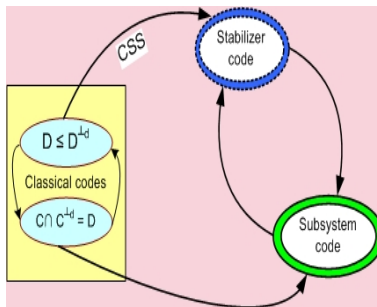 CSS
Stabilizer
code
D ≤ D^⊥d
Classical codes
C∩ C^⊥d = D
Subsystem
code